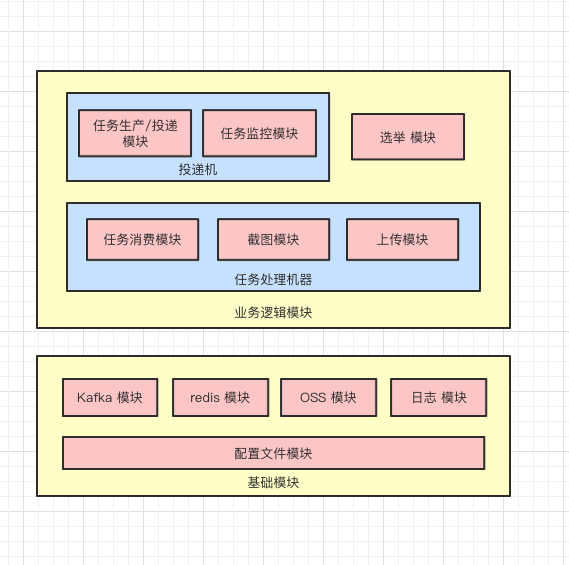 任务生产/投递
模块
任务监控模块
选举 模块
投递机
任务消费模块
截图模块
上传模块
任务处理机器
业务逻辑模块
Kafka 模块
redis 模块
OSS 模块
日志 模块
配置文件模块
基础模块